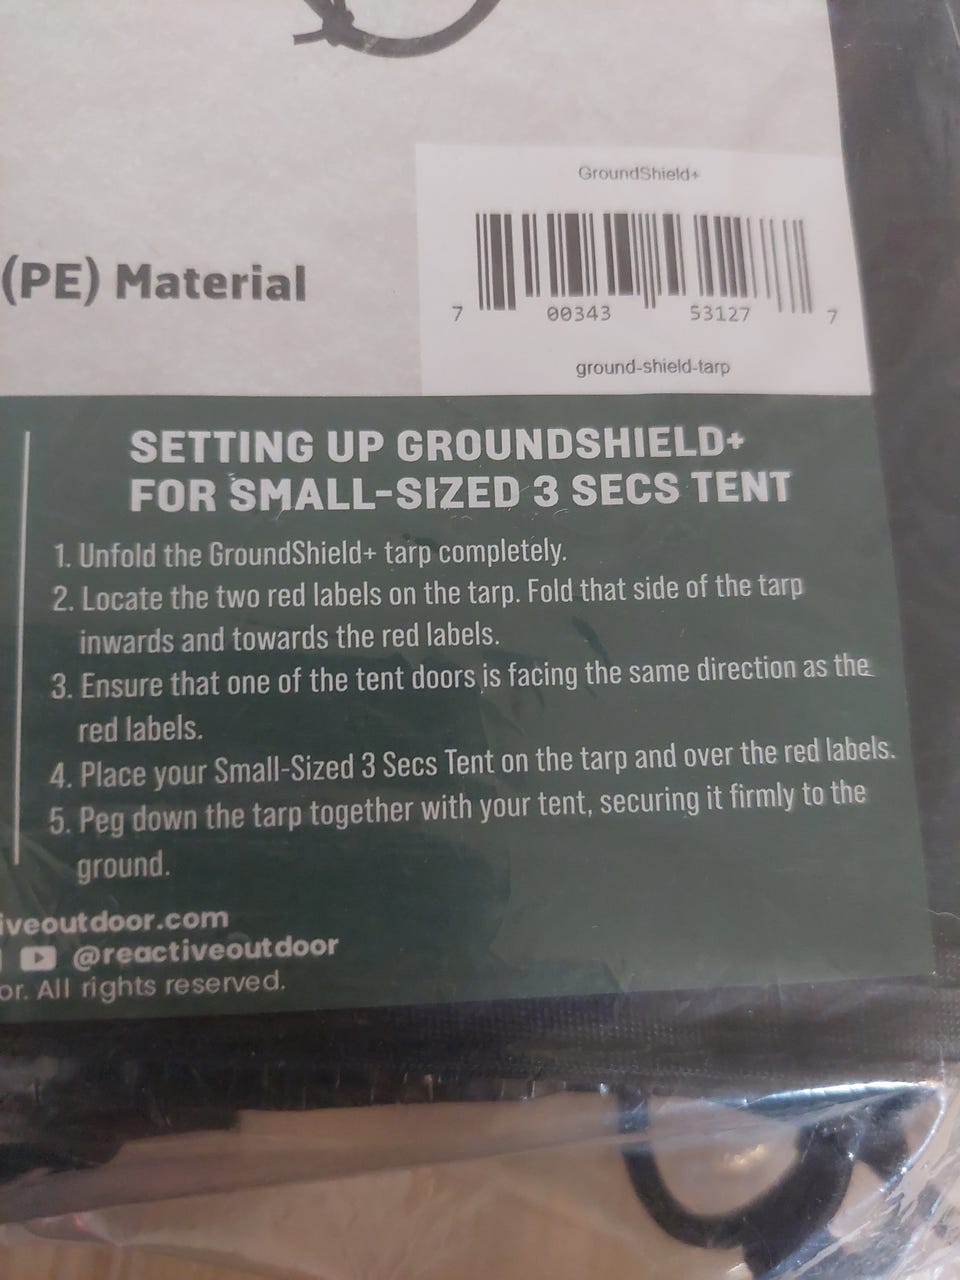 GroundShield+
(PE) Material
7 00343 53127 7
ground-shield-tarp
SETTING UP GROUNDSHIELD+
FOR SMALL-SIZED 3 SECS TENT
1. Unfold the GroundShield+ tarp completely.
2. Locate the two red labels on the tarp. Fold that side of the tarp
inwards and towards the red labels.
3. Ensure that one of the tent doors is facing the same direction as the
red labels.
4. Place your Small-Sized 3 Secs Tent on the tarp and over the red labels.
5. Peg down the tarp together with your tent, securing it firmly to the
ground.
iveoutdoor.com
@reactiveoutdoor
or. All rights reserved.